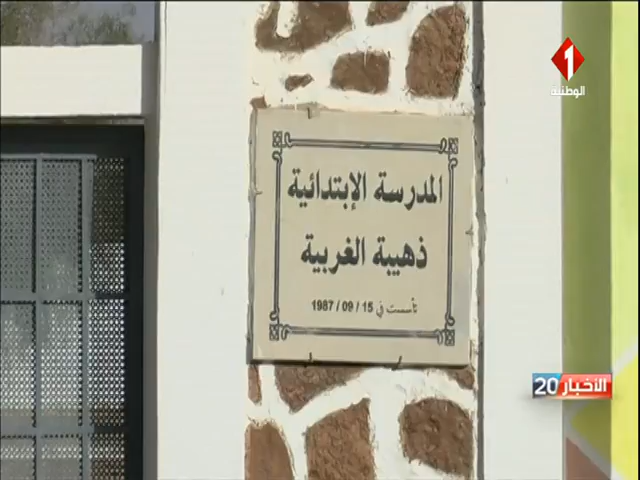 1
الوطنية
المدرسة الإبتدائية
ذهيبة الغربية
تأسست في 15 / 09 / 1987
الأخبار 20